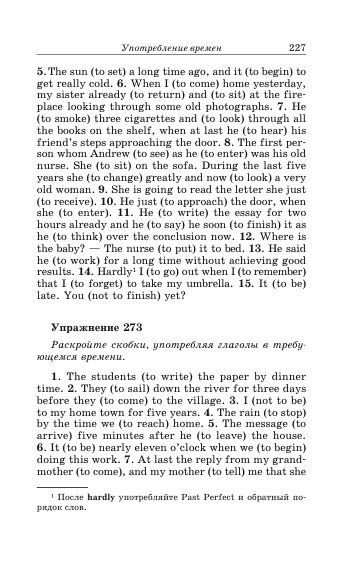 Употребление времен 227
5. The sun (to set) a long time ago, and it (to begin) to
get really cold. 6. When I (to come) home yesterday,
my sister already (to return) and (to sit) at the fire-
place looking through some old photographs. 7. He
(to smoke) three cigarettes and (to look) through all
the books on the shelf, when at last he (to hear) his
friend's steps approaching the door. 8. The first per-
son whom Andrew (to see) as he (to enter) was his old
nurse. She (to sit) on the sofa. During the last five
years she (to change) greatly and now (to look) a very
old woman. 9. She is going to read the letter she just
(to receive). 10. He just (to approach) the door, when
she (to enter). 11. He (to write) the essay for two
hours already and he (to say) he soon (to finish) it as
he (to think) over the conclusion now. 12. Where is
the baby? — The nurse (to put) it to bed. 13. He said
he (to work) for a long time without achieving good
results. 14. Hardly¹ I (to go) out when I (to remember)
that I (to forget) to take my umbrella. 15. It (to be)
late. You (not to finish) yet?
Упражнение 273
Раскройте скобки, употребляя глаголы в требу-
ющемся времени.
1. The students (to write) the paper by dinner
time. 2. They (to sail) down the river for three days
before they (to come) to the village. 3. I (not to be)
to my home town for five years. 4. The rain (to stop)
by the time we (to reach) home. 5. The message (to
arrive) five minutes after he (to leave) the house.
6. It (to be) nearly eleven o'clock when we (to begin)
doing this work. 7. At last the reply from my grand-
mother (to come), and my mother (to tell) me that she
¹ После hardly употребляйте Past Perfect и обратный по-
рядок слов.